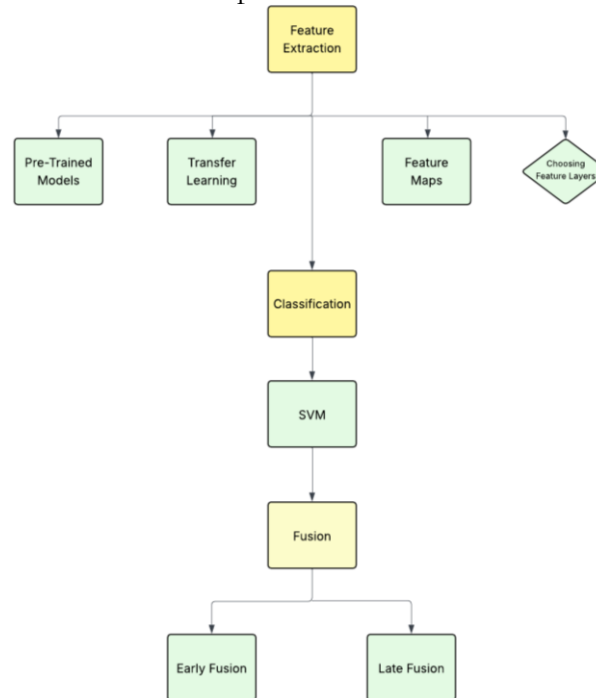 Feature
Extraction
Pre-Trained
Models
Transfer
Learning
Feature
Maps
Choosing
Feature Layers
Classification
SVM
Fusion
Early Fusion
Late Fusion